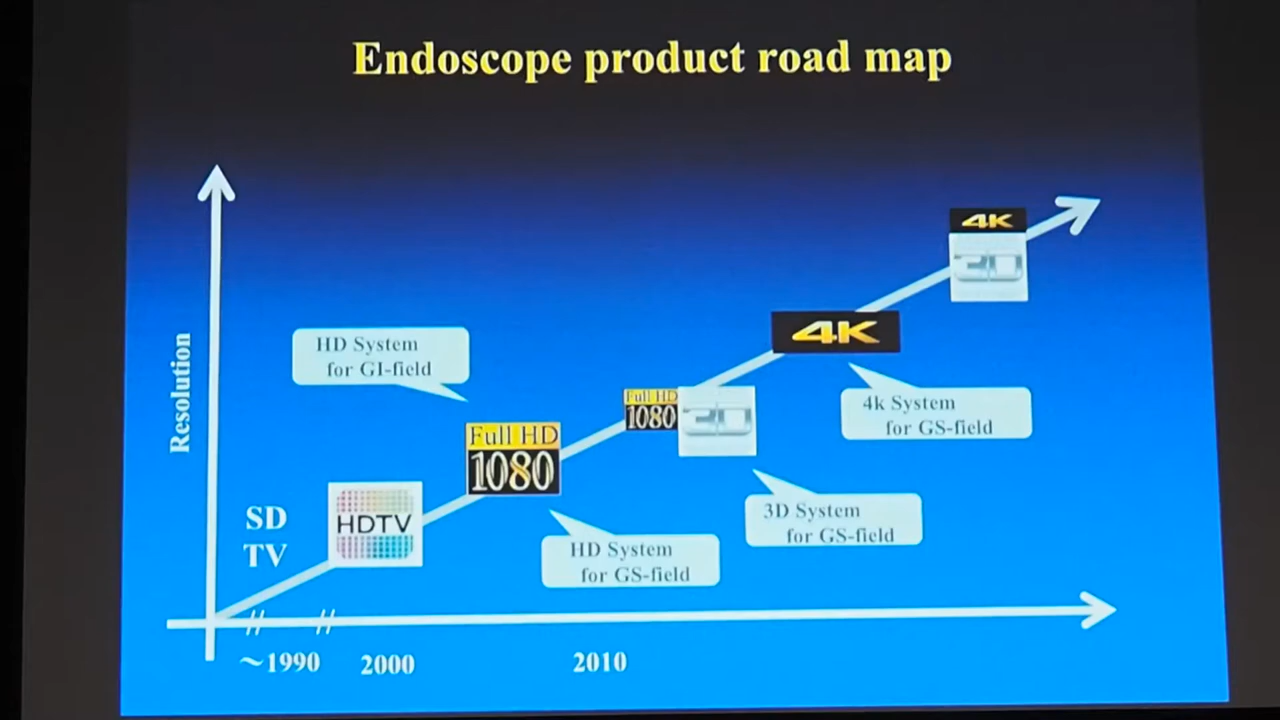 Endoscope product road map
Resolution
4K
3D
4K
HD System
for GI-field
Full HD
1080
3D
4k System
for GS-field
Full HD
1080
3D System
for GS-field
SD
TV
HDTV
HD System
for GS-field
~1990
2000
2010